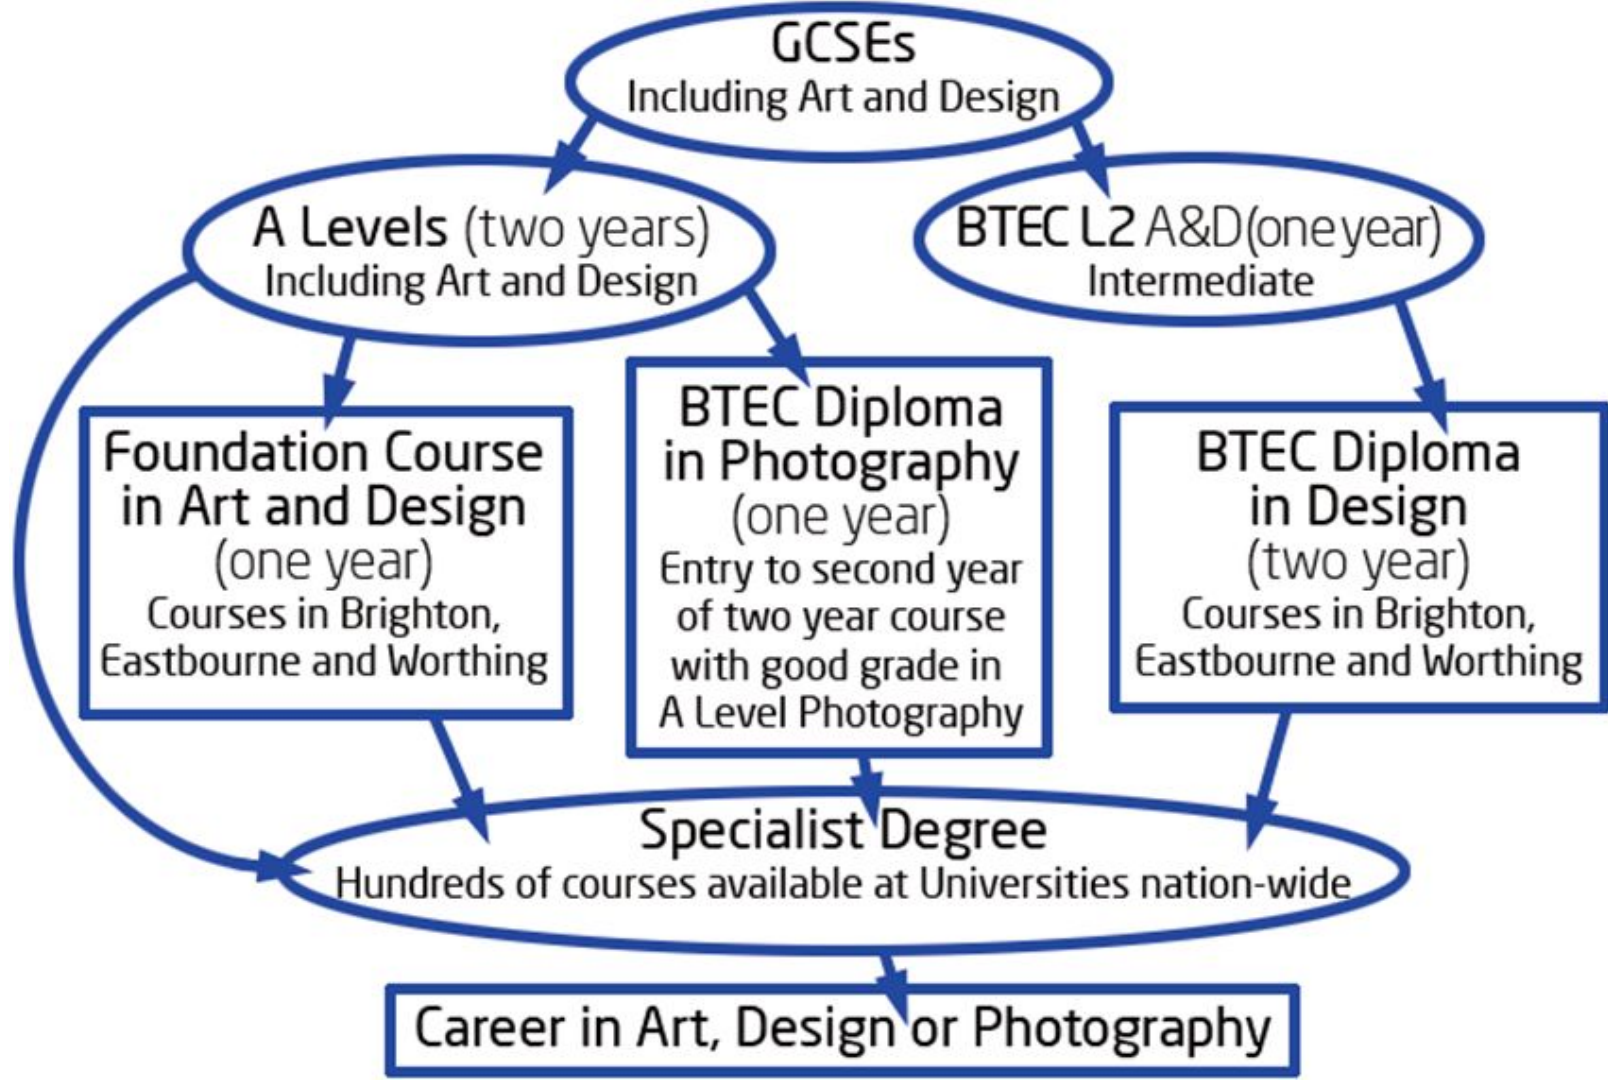 GCSEs
Including Art and Design
A Levels (two years)
Including Art and Design
BTEC L2 A&D(one year)
Intermediate
Foundation Course
in Art and Design
(one year)
Courses in Brighton,
Eastbourne and Worthing
BTEC Diploma
in Photography
(one year)
Entry to second year
of two year course
with good grade in
A Level Photography
BTEC Diploma
in Design
(two year)
Courses in Brighton,
Eastbourne and Worthing
Specialist Degree
Hundreds of courses available at Universities nation-wide
Career in Art, Design or Photography